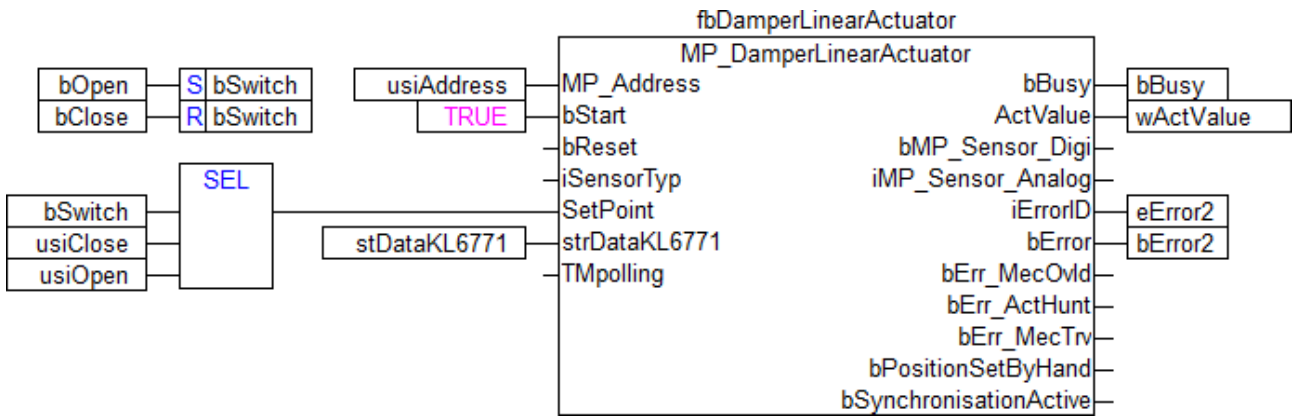 fbDamperLinearActuator
MP_DamperLinearActuator
bOpen S bSwitch usiAddress MP_Address bBusy bBusy
bClose R bSwitch TRUE bStart ActValue wActValue
bReset bMP_Sensor_Digi
SEL iSensorTyp iMP_Sensor_Analog
bSwitch SetPoint iErrorID eError2
usiClose stDataKL6771 strDataKL6771 bError bError2
usiOpen TMpolling bErr_MecOvld
bErr_ActHunt
bErr_MecTrv
bPositionSetByHand
bSynchronisationActive